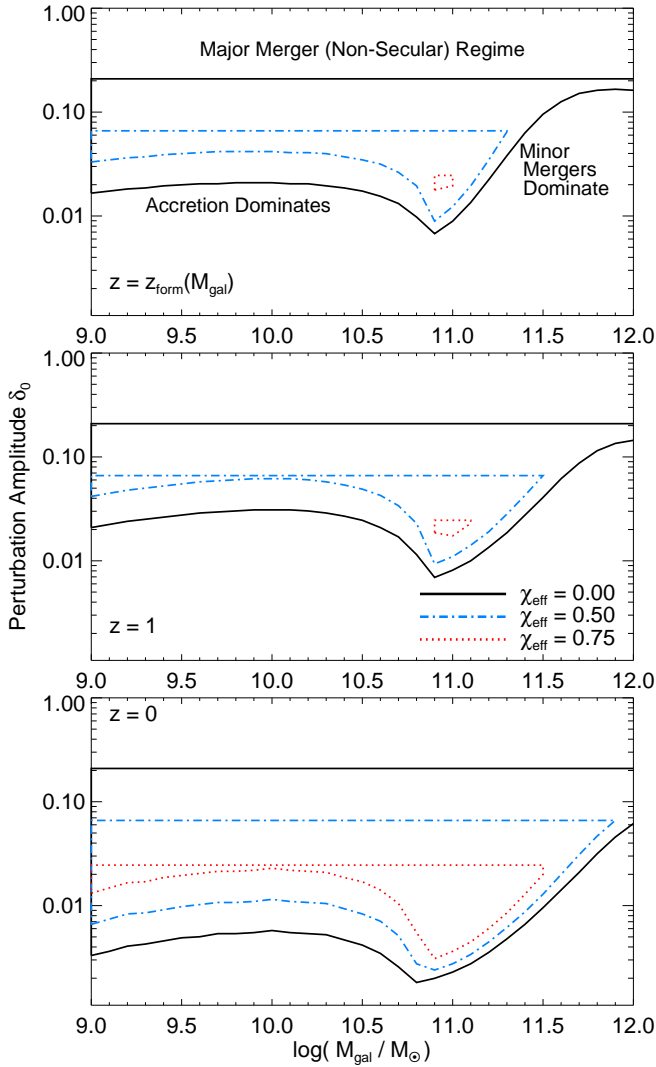 1.00
Major Merger (Non-Secular) Regime
0.10
Minor
Mergers
Dominate
Accretion Dominates
0.01
z = z_form(M_gal)
9.0 9.5 10.0 10.5 11.0 11.5 12.0
1.00
Perturbation Amplitude δ₀
0.10
0.01
χ_eff = 0.00
χ_eff = 0.50
χ_eff = 0.75
z = 1
9.0 9.5 10.0 10.5 11.0 11.5 12.0
1.00
z = 0
0.10
0.01
9.0 9.5 10.0 10.5 11.0 11.5 12.0
log( M_gal / M_☉)